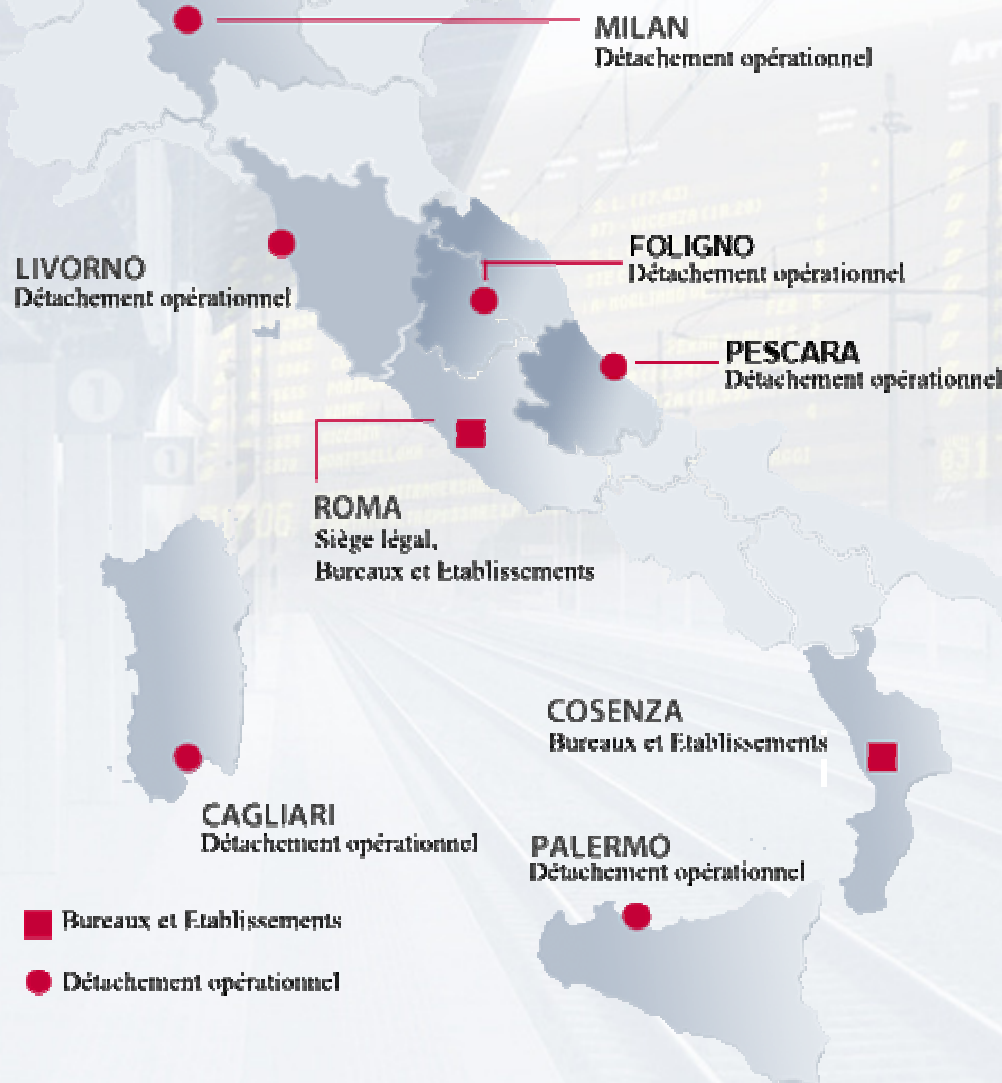 MILAN
Détachement opérationnel
FOLIGNO
Détachement opérationnel
LIVORNO
Détachement opérationnel
PESCARA
Détachement opérationnel
ROMA
Siège légal,
Bureaux et Etablissements
COSENZA
Bureaux et Etablissements
CAGLIARI
Détachement opérationnel
PALERMO
Détachement opérationnel
Bureaux et Etablissements
Détachement opérationnel